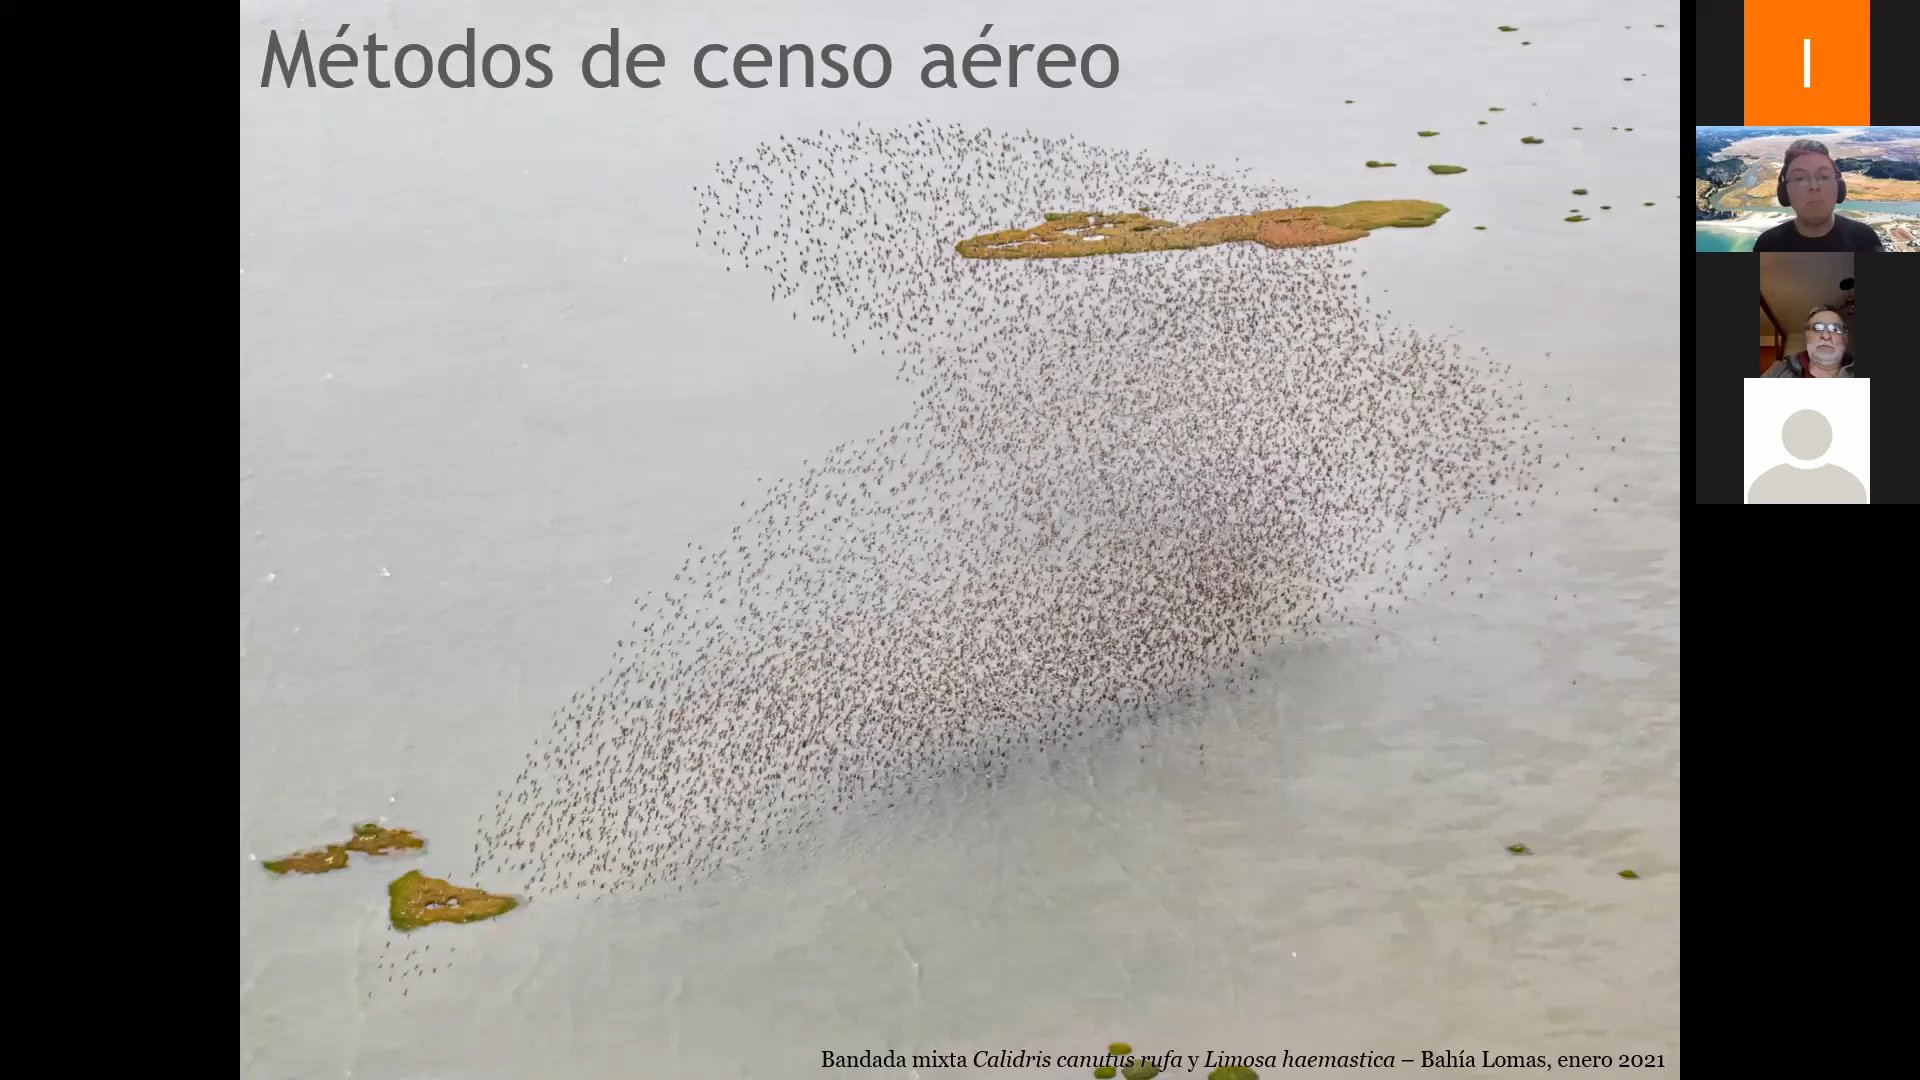 Métodos de censo aéreo
I
Bandada mixta Calidris canutus rufa y Limosa haemastica – Bahía Lomas, enero 2021